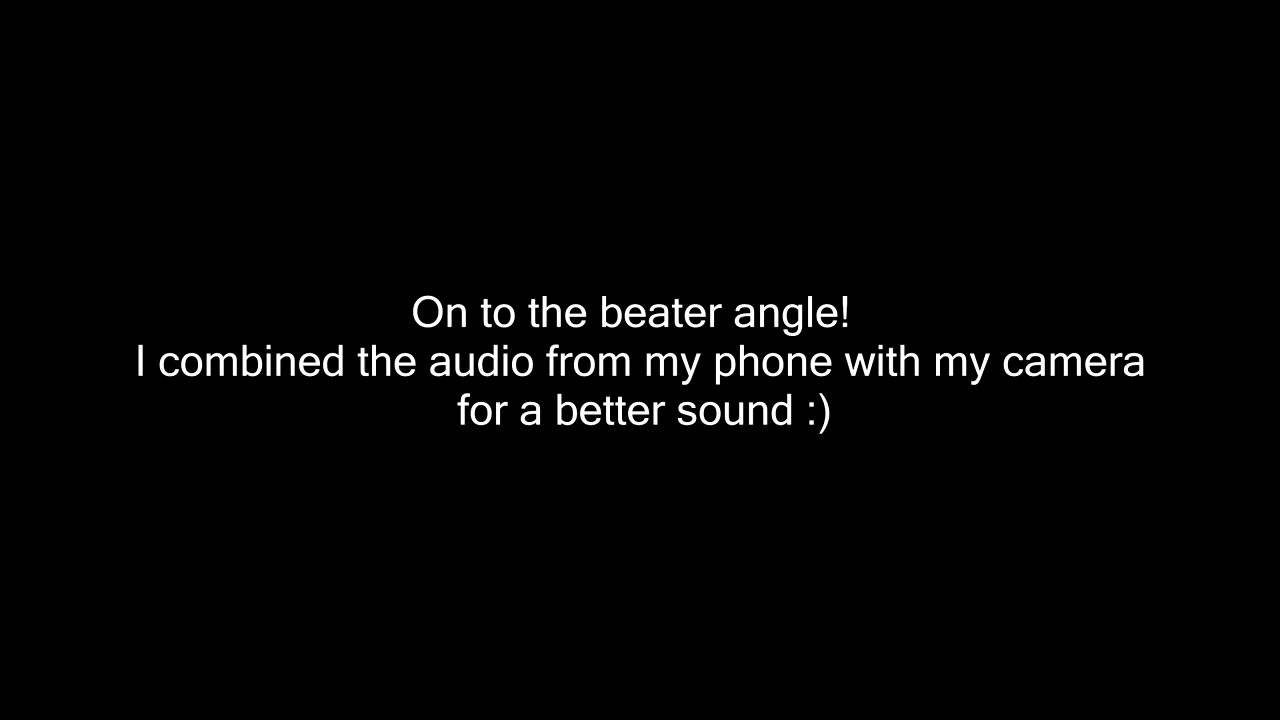 On to the beater angle!
I combined the audio from my phone with my camera
for a better sound :)